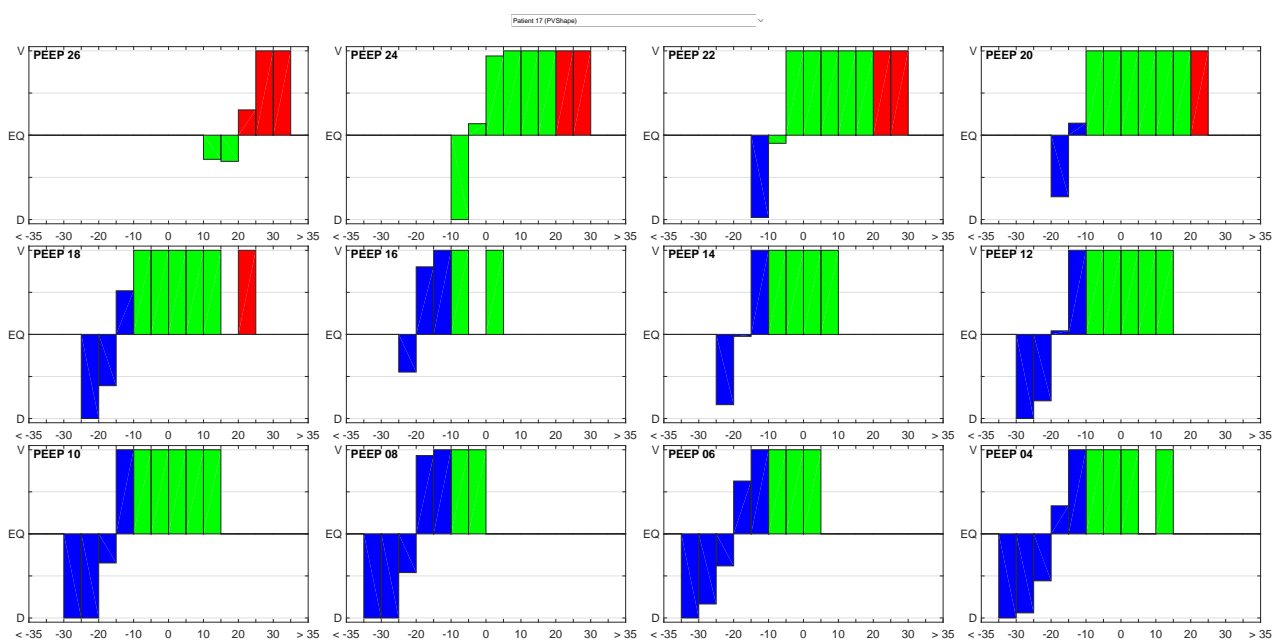 Patient 17 (PVShape)
V PEEP 26 PEEP 24 V PEEP 22 V PEEP 20
EQ EQ EQ
D D D
< -35 -30 -20 -10 0 10 20 30 > 35 < -35 -30 -20 -10 0 10 20 30 > 35 < -35 -30 -20 -10 0 10 20 30 > 35 < -35 -30 -20 -10 0 10 20 30 > 35
V PEEP 18 PEEP 16 V PEEP 14 V PEEP 12
EQ EQ EQ
D D D
< -35 -30 -20 -10 0 10 20 30 > 35 < -35 -30 -20 -10 0 10 20 30 > 35 < -35 -30 -20 -10 0 10 20 30 > 35 < -35 -30 -20 -10 0 10 20 30 > 35
V PEEP 10 PEEP 08 V PEEP 06 V PEEP 04
EQ EQ EQ
D D D
< -35 -30 -20 -10 0 10 20 30 > 35 < -35 -30 -20 -10 0 10 20 30 > 35 < -35 -30 -20 -10 0 10 20 30 > 35 < -35 -30 -20 -10 0 10 20 30 > 35